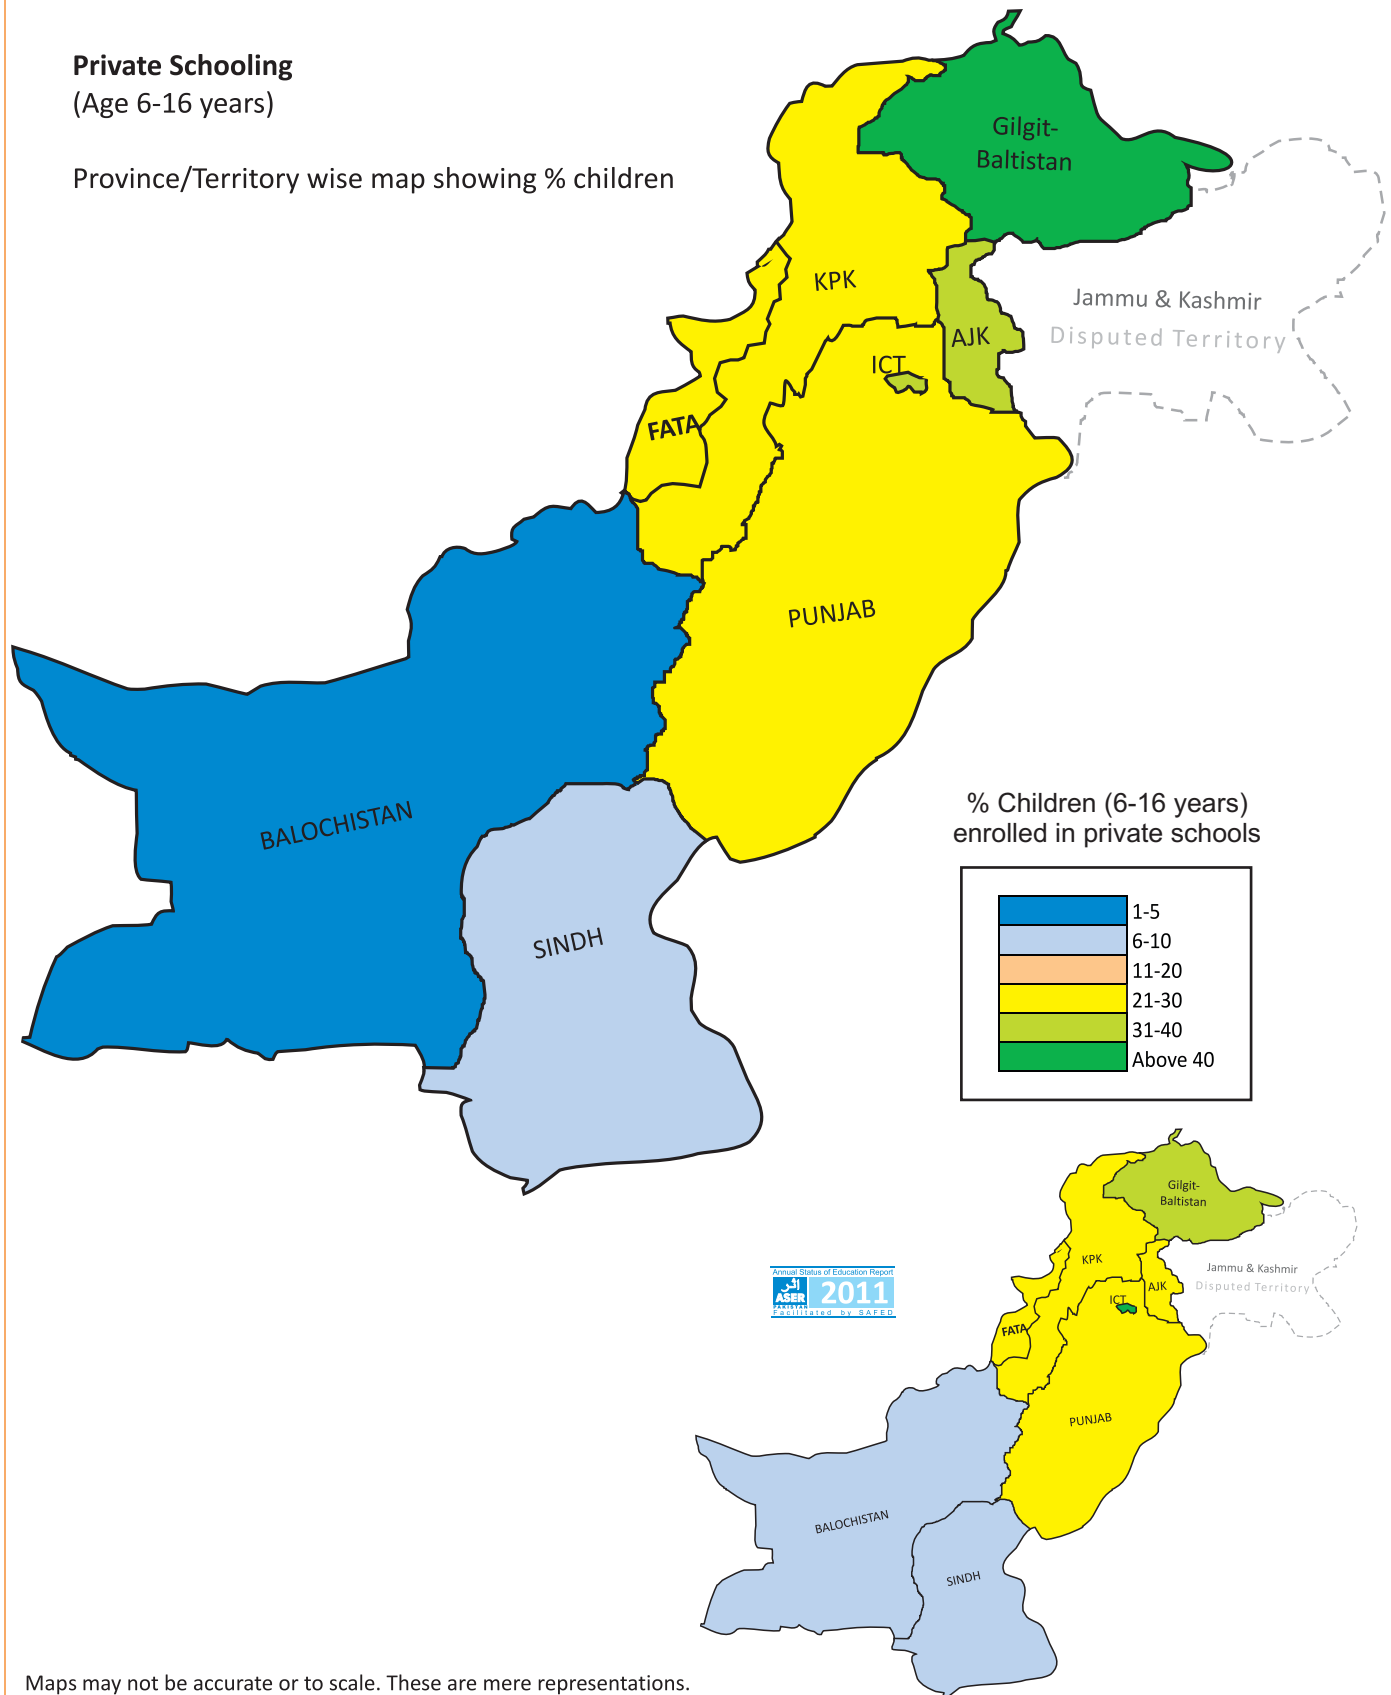 Private Schooling
(Age 6-16 years)
Province/Territory wise map showing % children
Gilgit-
Baltistan
KPK
Jammu & Kashmir
Disputed Territory
AJK
ICT
FATA
PUNJAB
BALOCHISTAN
SINDH
% Children (6-16 years)
enrolled in private schools
1-5
6-10
11-20
21-30
31-40
Above 40
Gilgit-
Baltistan
KPK
Jammu & Kashmir
Disputed Territory
AJK
ICT
FATA
PUNJAB
BALOCHISTAN
SINDH
Annual Status of Education Report
اثر
ASER
PAKISTAN
2011
Facilitated by SAFED
Maps may not be accurate or to scale. These are mere representations.